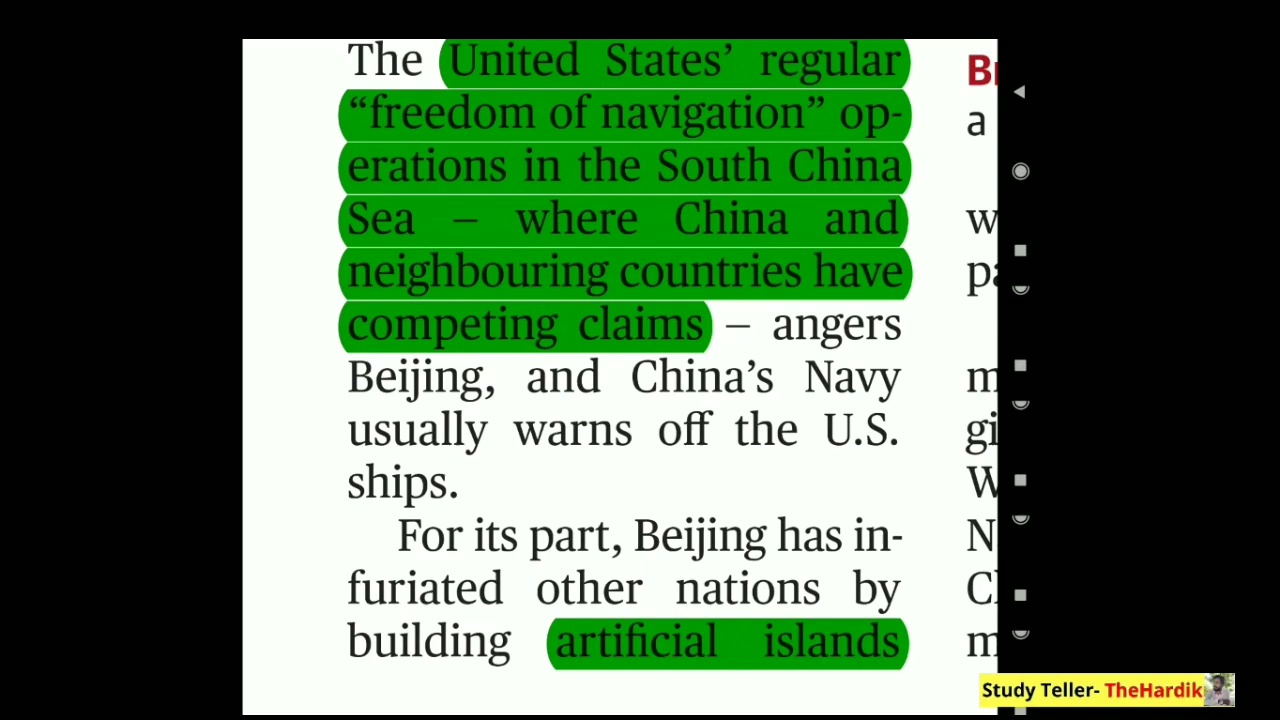 The United States’ regular
“freedom of navigation” op-
erations in the South China
Sea – where China and
neighbouring countries have
competing claims – angers
Beijing, and China’s Navy
usually warns off the U.S.
ships.
For its part, Beijing has in-
furiated other nations by
building artificial islands
a
Study Teller- TheHardik